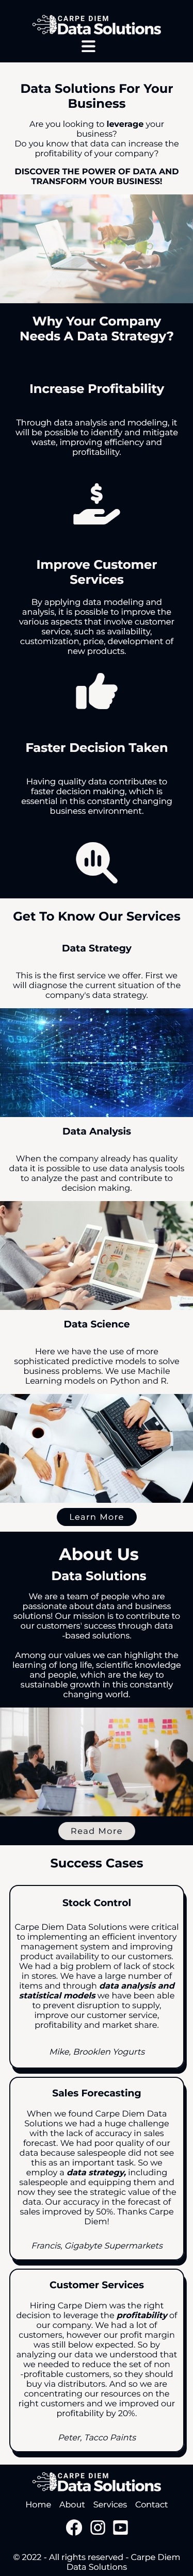 CARPE DIEM
Data Solutions
Data Solutions For Your
Business
Are you looking to leverage your
business?
Do you know that data can increase the
profitability of your company?
DISCOVER THE POWER OF DATA AND
TRANSFORM YOUR BUSINESS!
Why Your Company
Needs A Data Strategy?
Increase Profitability
Through data analysis and modeling, it
will be possible to identify and mitigate
waste, improving efficiency and
profitability.
Improve Customer
Services
By applying data modeling and
analysis, it is possible to improve the
various aspects that involve customer
service, such as availability,
customization, price, development of
new products.
Faster Decision Taken
Having quality data contributes to
faster decision making, which is
essential in this constantly changing
business environment.
Get To Know Our Services
Data Strategy
This is the first service we offer. First we
will diagnose the current situation of the
company's data strategy.
Data Analysis
When the company already has quality
data it is possible to use data analysis tools
to analyze the past and contribute to
decision making.
Data Science
Here we have the use of more
sophisticated predictive models to solve
business problems. We use Machile
Learning models on Python and R.
Learn More
About Us
Data Solutions
We are a team of people who are
passionate about data and business
solutions! Our mission is to contribute to
our customers' success through data
-based solutions.
Among our values we can highlight the
learning of long life, scientific knowledge
and people, which are the key to
sustainable growth in this constantly
changing world.
Read More
Success Cases
Stock Control
Carpe Diem Data Solutions were critical
to implementing an efficient inventory
management system and improving
product availability to our customers.
We had a big problem of lack of stock
in stores. We have a large number of
items and through data analysis and
statistical models we have been able
to prevent disruption to supply,
improve our customer service,
profitability and market share.
Mike, Brooklen Yogurts
Sales Forecasting
When we found Carpe Diem Data
Solutions we had a huge challenge
with the lack of accuracy in sales
forecast. We had poor quality of our
data because salespeople did not see
this as an important task. So we
employ a data strategy, including
salespeople and equipping them and
now they see the strategic value of the
data. Our accuracy in the forecast of
sales improved by 50%. Thanks Carpe
Diem!
Francis, Gigabyte Supermarkets
Customer Services
Hiring Carpe Diem was the right
decision to leverage the profitability of
our company. We had a lot of
customers, however our profit margin
was still below expected. So by
analyzing our data we understood that
we needed to reduce the set of non
-profitable customers, so they should
buy via distributors. And so we are
concentrating our resources on the
right customers and we improved our
profitability by 20%.
Peter, Tacco Paints
CARPE DIEM
Data Solutions
Home About Services Contact
© 2022 - All rights reserved - Carpe Diem
Data Solutions